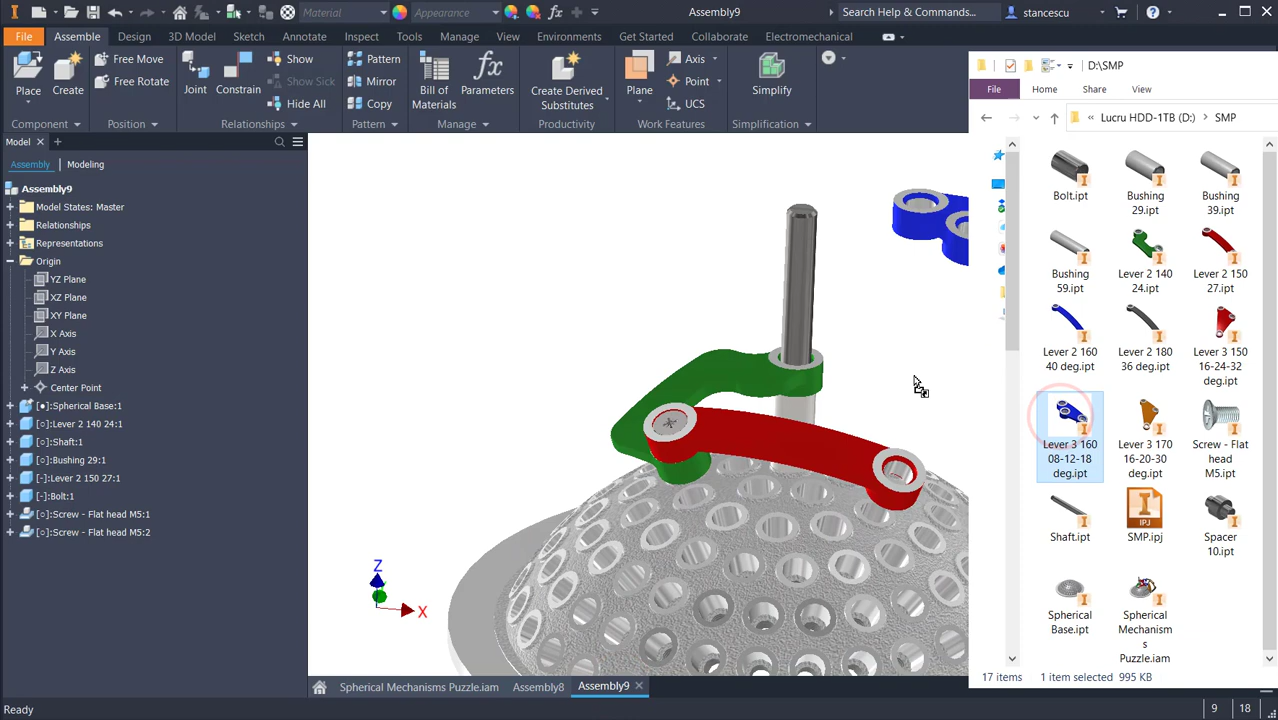 Material
Appearance
Assembly9
Search Help & Commands...
stancescu
File
Assemble
Design
3D Model
Sketch
Annotate
Inspect
Tools
Manage
View
Environments
Get Started
Collaborate
Electromechanical
Place
Create
Free Move
Free Rotate
Joint
Constrain
Show
Show Sick
Hide All
Pattern
Mirror
Copy
Bill of
Materials
fx
Parameters
Create Derived
Substitutes
Plane
Axis
Point
UCS
Simplify
Component
Position
Relationships
Pattern
Manage
Productivity
Work Features
Simplification
D:\SMP
File
Home
Share
View
« Lucru HDD-1TB (D:) > SMP
Model
Assembly
Modeling
Assembly9
Model States: Master
Relationships
Representations
Origin
YZ Plane
XZ Plane
XY Plane
X Axis
Y Axis
Z Axis
Center Point
[●]:Spherical Base:1
[○]:Lever 2 140 24:1
[○]:Shaft:1
[○]:Bushing 29:1
[-]:Lever 2 150 27:1
[-]:Bolt:1
[○]:Screw - Flat head M5:1
[○]:Screw - Flat head M5:2
Z
X
Bolt.ipt
Bushing
29.ipt
Bushing
39.ipt
Bushing
59.ipt
Lever 2 140
24.ipt
Lever 2 150
27.ipt
Lever 2 160
40 deg.ipt
Lever 2 180
36 deg.ipt
Lever 3 150
16-24-32
deg.ipt
Lever 3 160
08-12-18
deg.ipt
Lever 3 170
16-20-30
deg.ipt
Screw - Flat
head
M5.ipt
Shaft.ipt
IPJ
SMP.ipj
Spacer
10.ipt
Spherical
Base.ipt
Spherical
Mechanism
s
Puzzle.iam
17 items
1 item selected 995 KB
Spherical Mechanisms Puzzle.iam
Assembly8
Assembly9
Ready
9
18